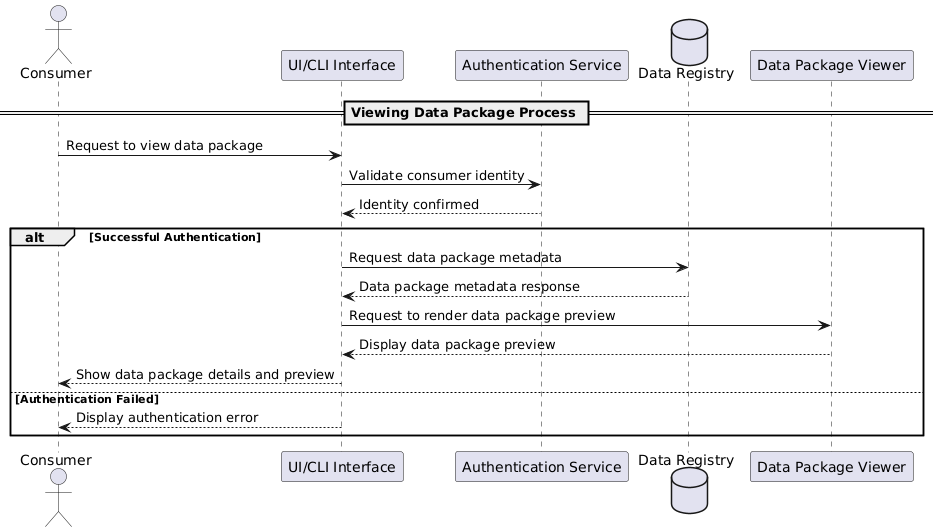 Consumer
UI/CLI Interface
Authentication Service
Data Registry
Data Package Viewer
Viewing Data Package Process
Request to view data package
Validate consumer identity
Identity confirmed
alt [Successful Authentication]
Request data package metadata
Data package metadata response
Request to render data package preview
Display data package preview
Show data package details and preview
[Authentication Failed]
Display authentication error
Consumer
UI/CLI Interface
Authentication Service
Data Registry
Data Package Viewer